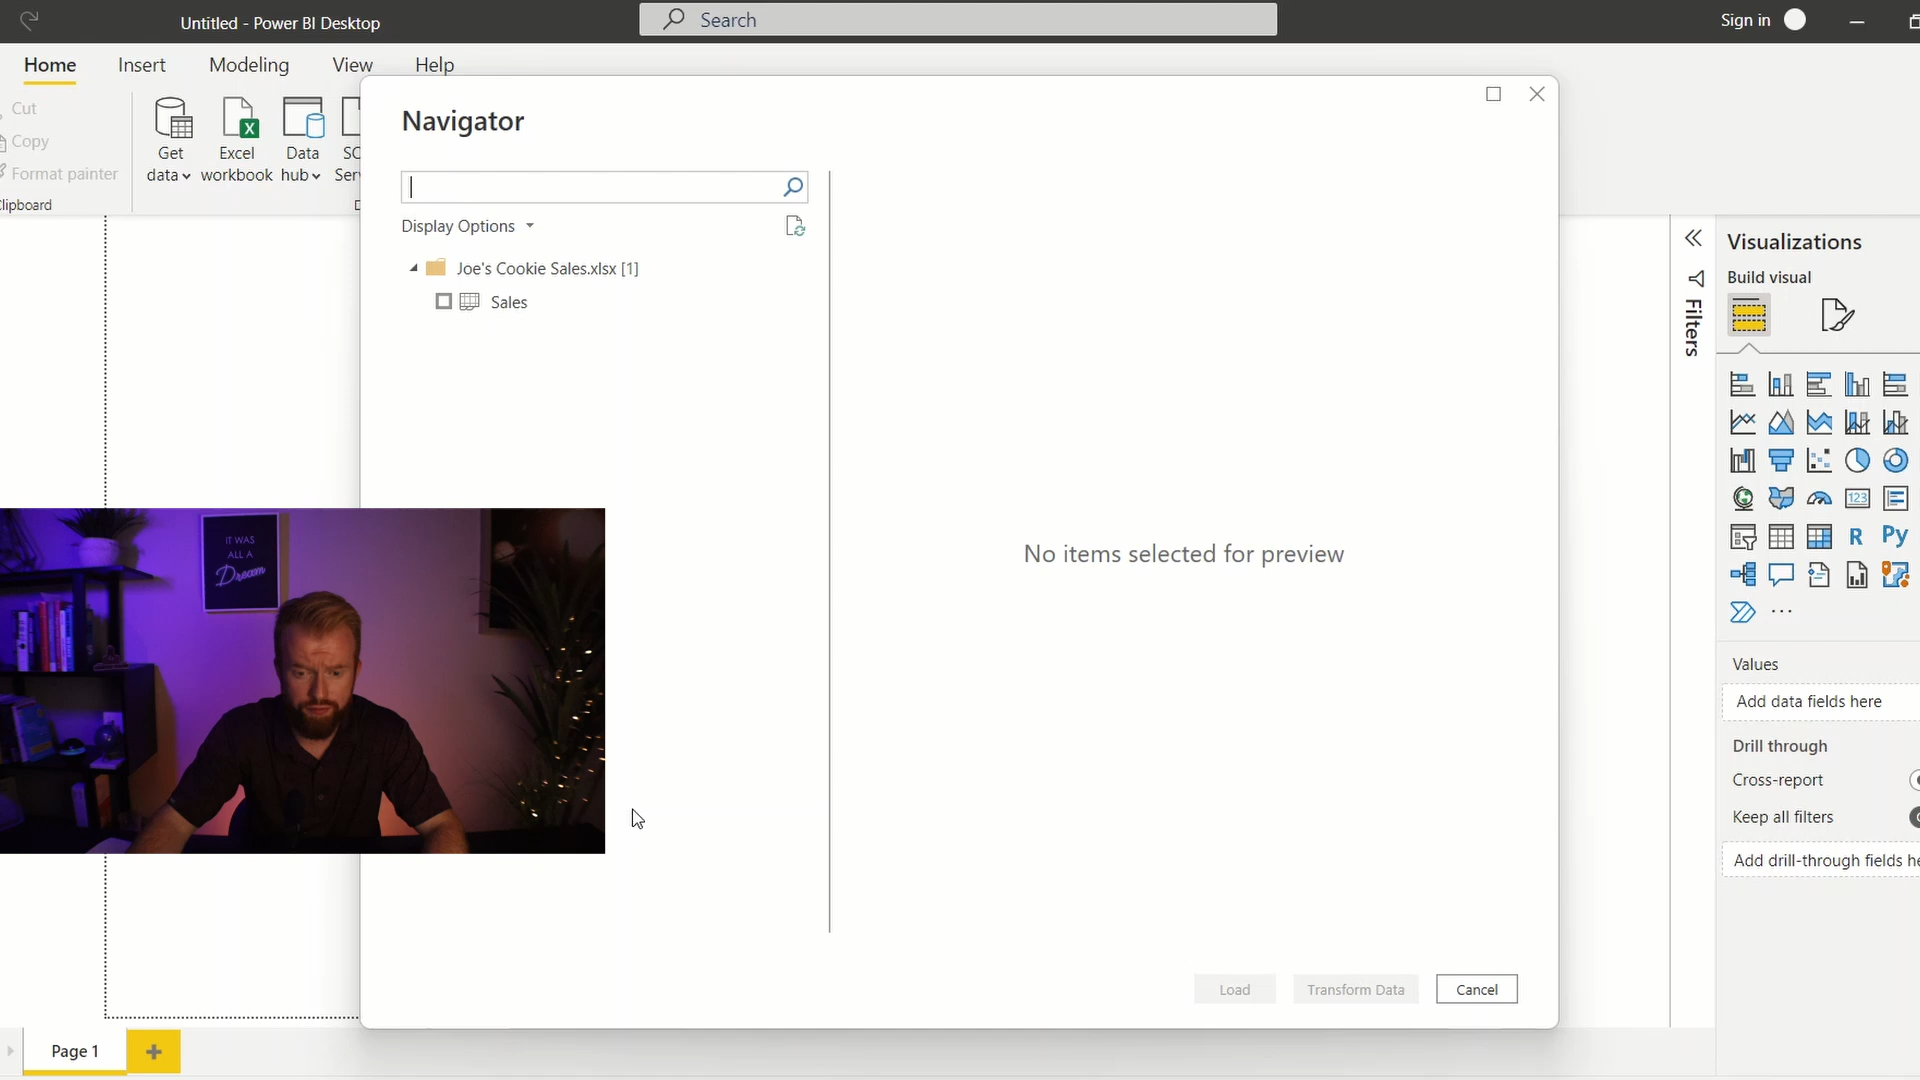 Untitled - Power BI Desktop
Search
Sign in
Home
Insert
Modeling
View
Help
Cut
Copy
Format painter
lipboard
Get
data
Excel
workbook
Data
hub
SC
Ser
Navigator
Display Options
Joe's Cookie Sales.xlsx [1]
Sales
No items selected for preview
Load
Transform Data
Cancel
IT WAS
ALL A
Dream
Filters
Visualizations
Build visual
123
R
Py
Values
Add data fields here
Drill through
Cross-report
Keep all filters
Add drill-through fields he
Page 1